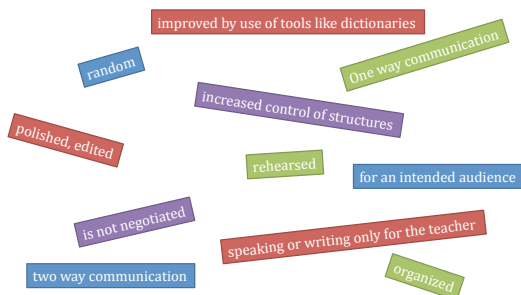 improved by use of tools like dictionaries
0ne way communication
random
increased control of structures
polished, edited
rehearsed
for an intended audience
is not negotiated
speaking or writing only for the teacher
two way communication
organized